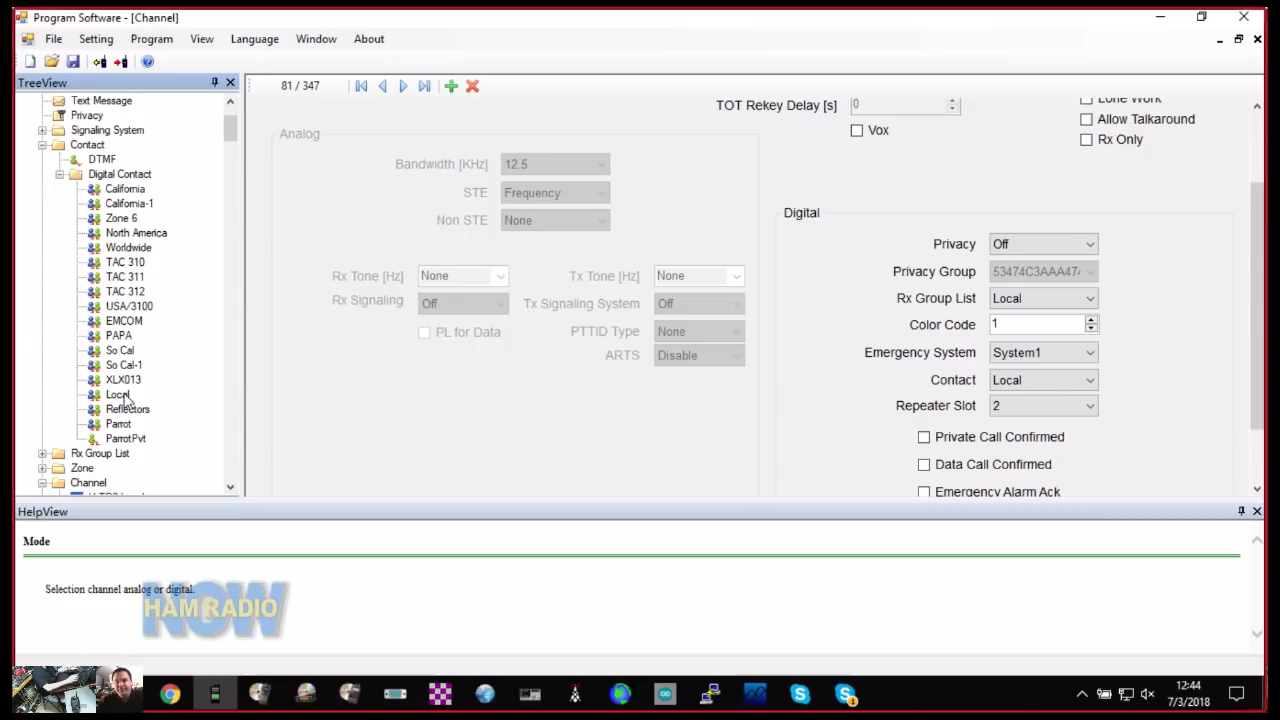 Program Software - [Channel]
File Setting Program View Language Window About
TreeView
81 / 347
Text Message
Privacy
Signaling System
Contact
DTMF
Digital Contact
California
California-1
Zone 6
North America
Worldwide
TAC 310
TAC 311
TAC 312
USA/3100
EMCOM
PAPA
So Cal
So Cal-1
XLX013
Local
Reflectors
Parrot
ParrotPvt
Rx Group List
Zone
Channel
TOT Rekey Delay [s] 0
Vox
Lone Work
Allow Talkaround
Rx Only
Analog
Bandwidth [KHz] 12.5
STE Frequency
Non STE None
Rx Tone [Hz] None Tx Tone [Hz] None
Rx Signaling Off Tx Signaling System Off
PL for Data PTTID Type None
ARTS Disable
Digital
Privacy Off
Privacy Group 53474C3AAA47
Rx Group List Local
Color Code 1
Emergency System System1
Contact Local
Repeater Slot 2
Private Call Confirmed
Data Call Confirmed
Emergency Alarm Ack
HelpView
Mode
Selection channel analog or digital.
NOW
HAM RADIO
1
12:44
7/3/2018